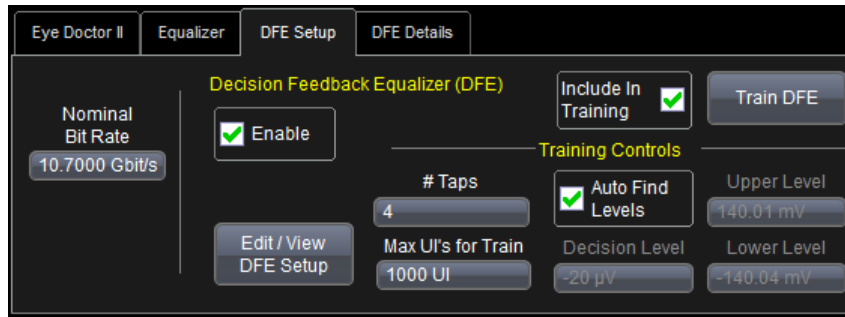 Eye Doctor II
Equalizer
DFE Setup
DFE Details
Nominal
Bit Rate
10.7000 Gbit/s
Decision Feedback Equalizer (DFE)
Enable
Edit / View
DFE Setup
Include In
Training
Train DFE
Training Controls
# Taps
4
Max UI's for Train
1000 UI
Auto Find
Levels
Decision Level
-20 µV
Upper Level
140.01 mV
Lower Level
-140.04 mV